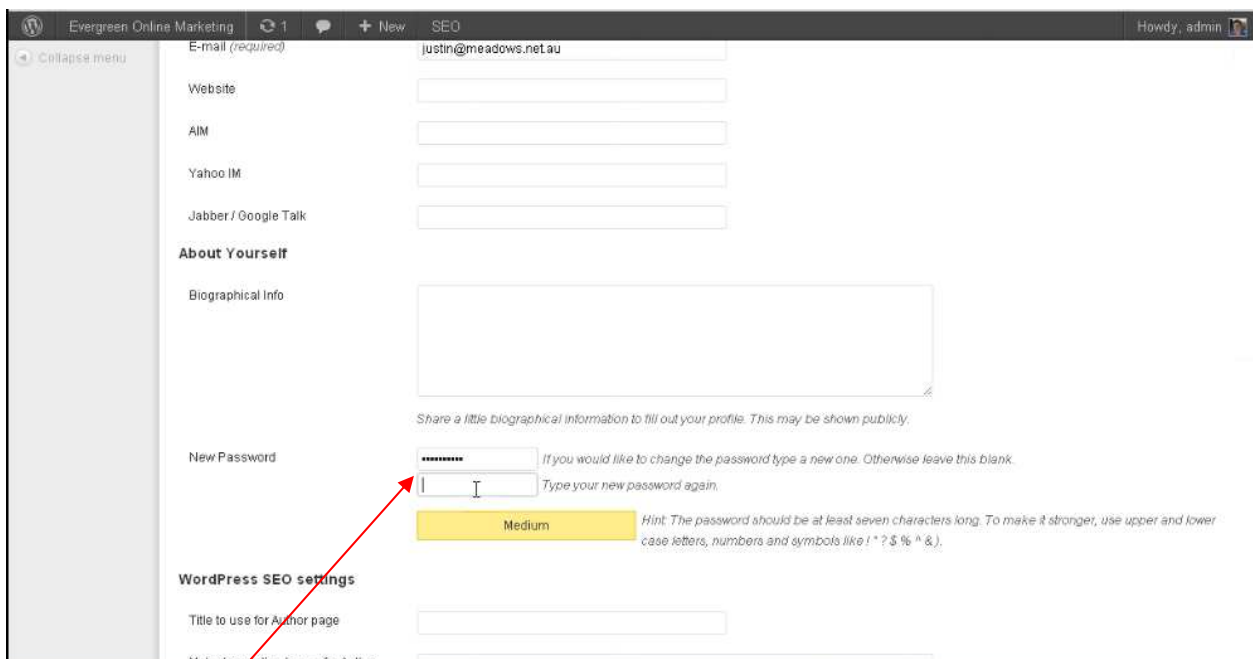 Evergreen Online Marketing 1 + New SEO Howdy, admin
Collapse menu
E-mail (required) justin@meadows.net.au
Website
AIM
Yahoo IM
Jabber / Google Talk
About Yourself
Biographical Info
Share a little biographical information to fill out your profile. This may be shown publicly.
New Password •••••••••• If you would like to change the password type a new one. Otherwise leave this blank.
Type your new password again.
Medium Hint: The password should be at least seven characters long. To make it stronger, use upper and lower
case letters, numbers and symbols like ! " ? $ % ^ & ).
WordPress SEO settings
Title to use for Author page